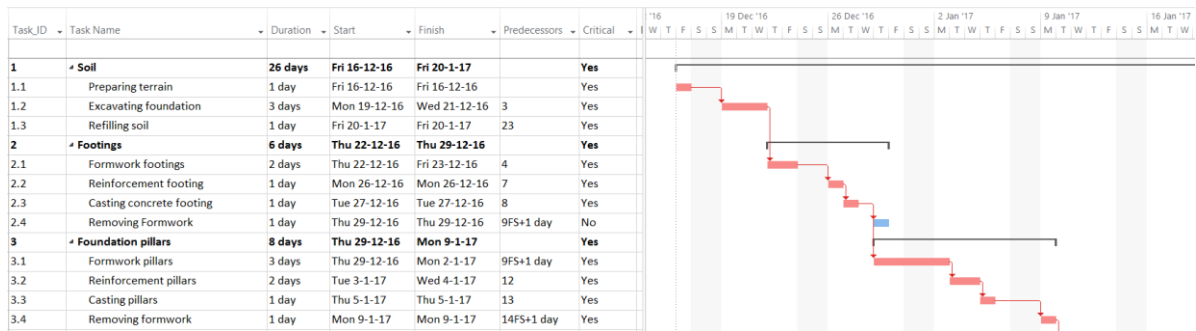 '16 19 Dec '16 26 Dec '16 2 Jan '17 9 Jan '17 16 Jan '17
Task_ID Task Name Duration Start Finish Predecessors Critical W T F S S M T W T F S S M T W T F S S M T W T F S S M T W T F S S M T W
1 Soil 26 days Fri 16-12-16 Fri 20-1-17 Yes
1.1 Preparing terrain 1 day Fri 16-12-16 Fri 16-12-16 Yes
1.2 Excavating foundation 3 days Mon 19-12-16 Wed 21-12-16 3 Yes
1.3 Refilling soil 1 day Fri 20-1-17 Fri 20-1-17 23 Yes
2 Footings 6 days Thu 22-12-16 Thu 29-12-16 Yes
2.1 Formwork footings 2 days Thu 22-12-16 Fri 23-12-16 4 Yes
2.2 Reinforcement footing 1 day Mon 26-12-16 Mon 26-12-16 7 Yes
2.3 Casting concrete footing 1 day Tue 27-12-16 Tue 27-12-16 8 Yes
2.4 Removing Formwork 1 day Thu 29-12-16 Thu 29-12-16 9FS+1 day No
3 Foundation pillars 8 days Thu 29-12-16 Mon 9-1-17 Yes
3.1 Formwork pillars 3 days Thu 29-12-16 Mon 2-1-17 9FS+1 day Yes
3.2 Reinforcement pillars 2 days Tue 3-1-17 Wed 4-1-17 12 Yes
3.3 Casting pillars 1 day Thu 5-1-17 Thu 5-1-17 13 Yes
3.4 Removing formwork 1 day Mon 9-1-17 Mon 9-1-17 14FS+1 day Yes